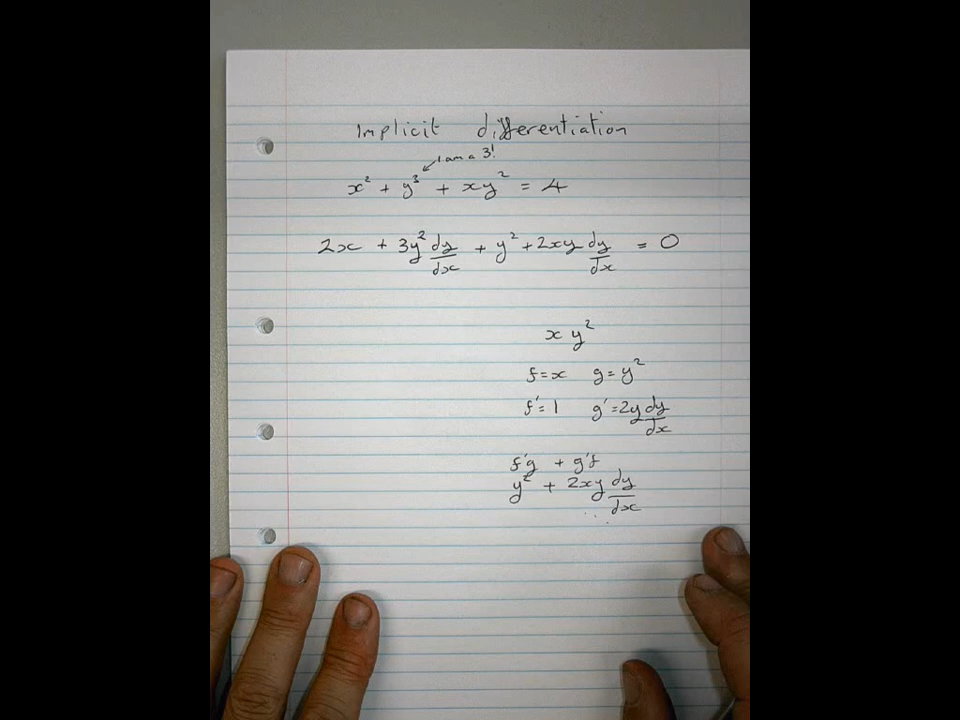 Implicit differentiation
I am a 3!
x² + y³ + xy² = 4
2x + 3y² dy/dx + y² + 2xy dy/dx = 0
xy²
f=x g=y²
f'=1 g'=2y dy/dx
f'g + g'f
y² + 2xy dy/dx